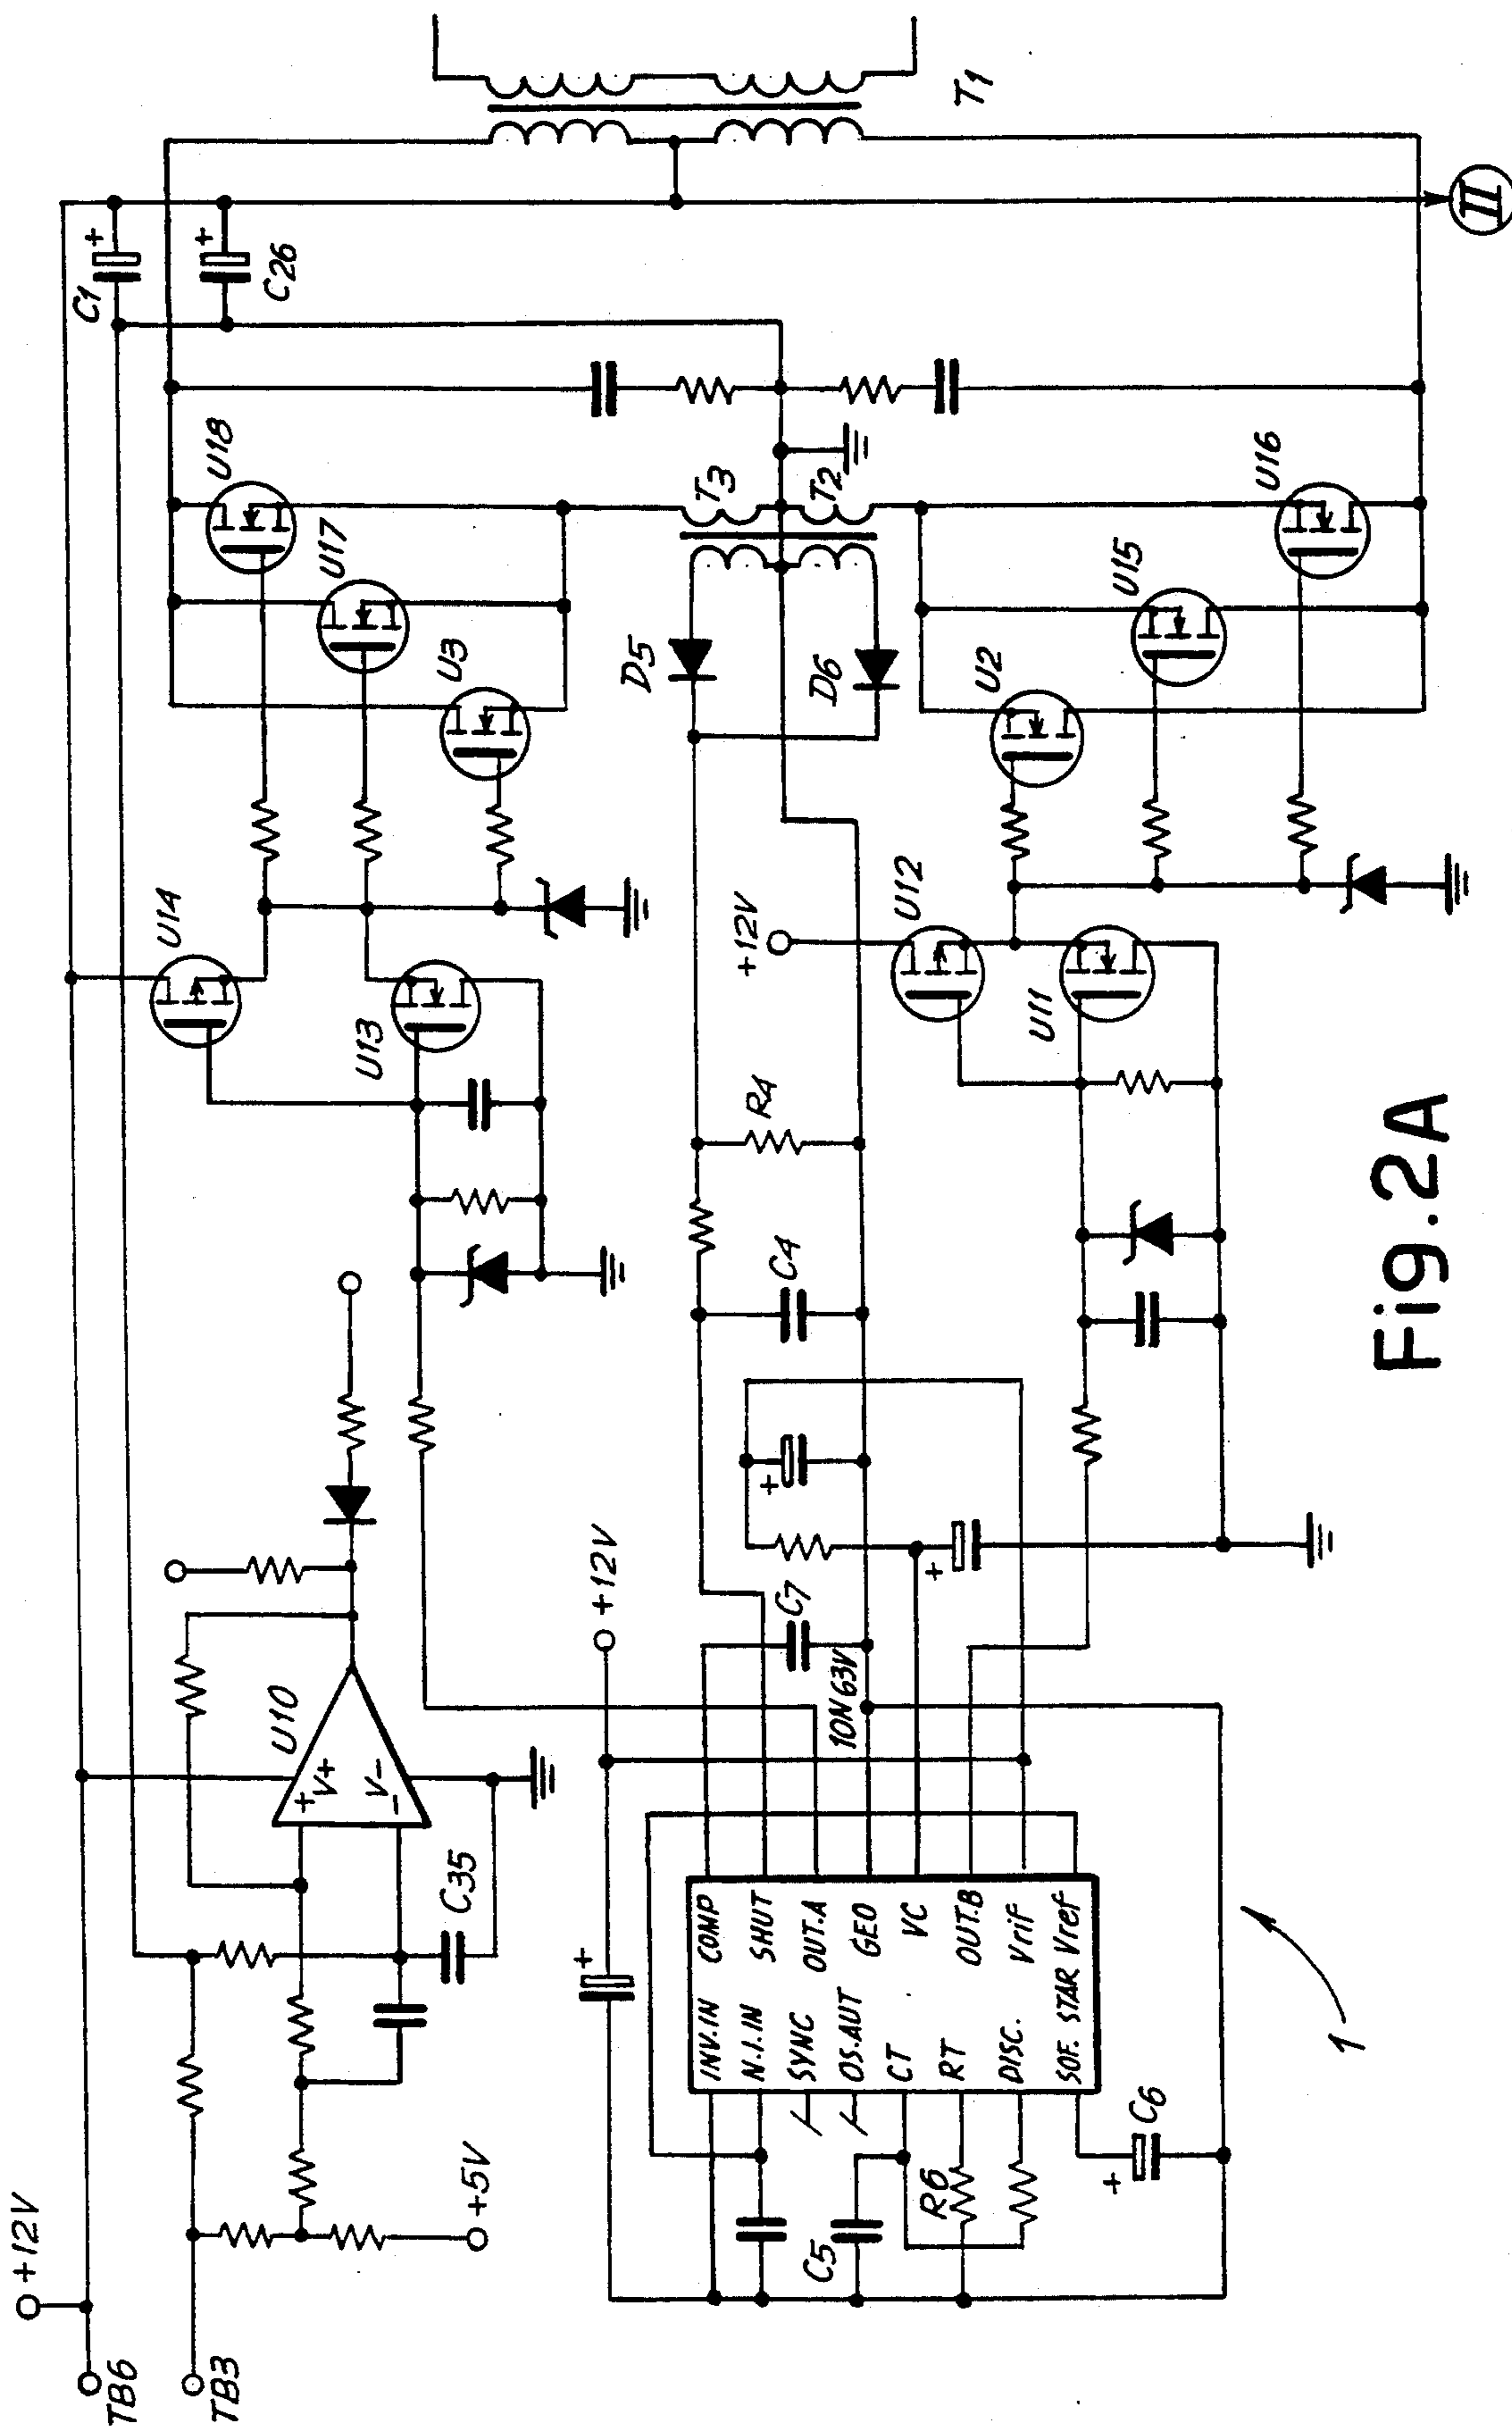 +12V
TB6
TB3
+5V
C35
U10
+
V+
V-
-
U14
U13
U18
U17
U3
C1
+
C26
+
T1
II
T3
T2
D5
D6
+12V
U12
U11
U2
U15
U16
R4
C4
+
+
C7
10N 63V
+12V
+
INV.IN COMP
N.I.IN SHUT
SYNC OUT.A
OS.AUT GEO
CT VC
RT OUT.B
DISC. Vrif
SOF. STAR Vref
C5
R6
+
C6
1
Fig.2A